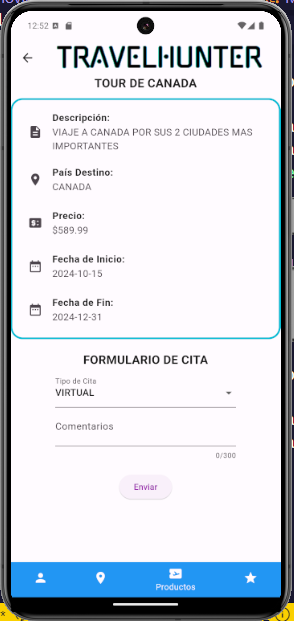 12:52
TRAVELHUNTER
TOUR DE CANADA
Descripción:
VIAJE A CANADA POR SUS 2 CIUDADES MAS
IMPORTANTES
País Destino:
CANADA
Precio:
$589.99
Fecha de Inicio:
2024-10-15
Fecha de Fin:
2024-12-31
FORMULARIO DE CITA
Tipo de Cita
VIRTUAL
Comentarios
0/300
Enviar
Productos